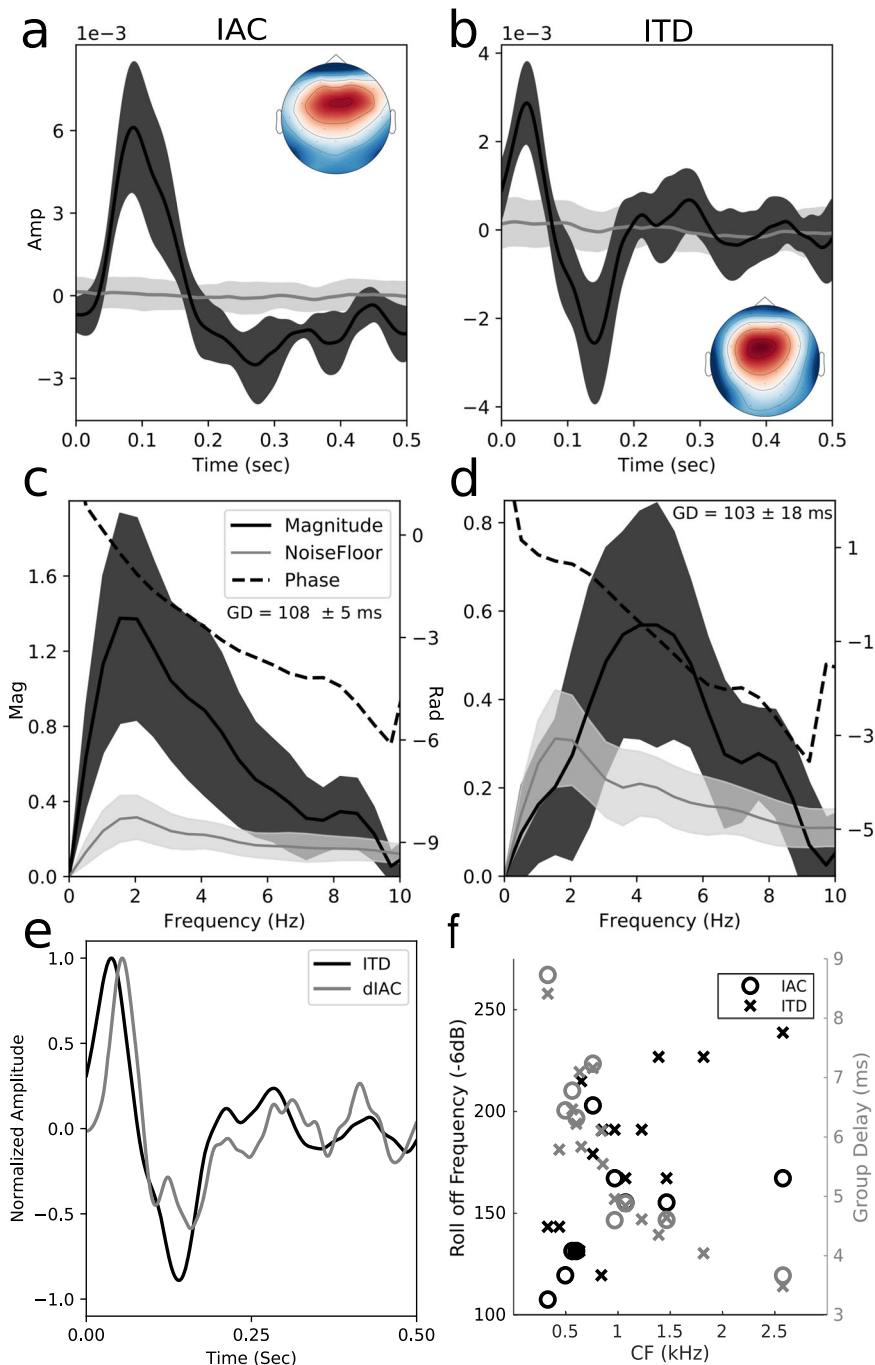 a
IAC
b
ITD
1e−3
1e−3
Amp
6
3
0
−3
4
2
0
−2
−4
0.0 0.1 0.2 0.3 0.4 0.5
0.0 0.1 0.2 0.3 0.4 0.5
Time (sec)
Time (sec)
c
d
Magnitude
NoiseFloor
Phase
GD = 108 ± 5 ms
GD = 103 ± 18 ms
Mag
1.6
1.2
0.8
0.4
0.0
0
−3
−6
−9
Rad
0.8
0.6
0.4
0.2
0.0
1
−1
−3
−5
0 2 4 6 8 10
0 2 4 6 8 10
Frequency (Hz)
Frequency (Hz)
e
f
ITD
dIAC
Normalized Amplitude
1.0
0.5
0.0
−0.5
−1.0
0.00 0.25 0.50
Time (Sec)
IAC
ITD
Roll off Frequency (-6dB)
250
200
150
100
9
8
7
6
5
4
3
Group Delay (ms)
0.5 1 1.5 2 2.5
CF (kHz)